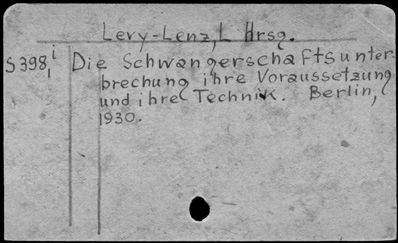 Levy-Lenz, L Hrsg.
S398, i Die Schwangerschaftsunter-
brechung ihre Voraussetzung
und ihre Technik. Berlin,
1930.